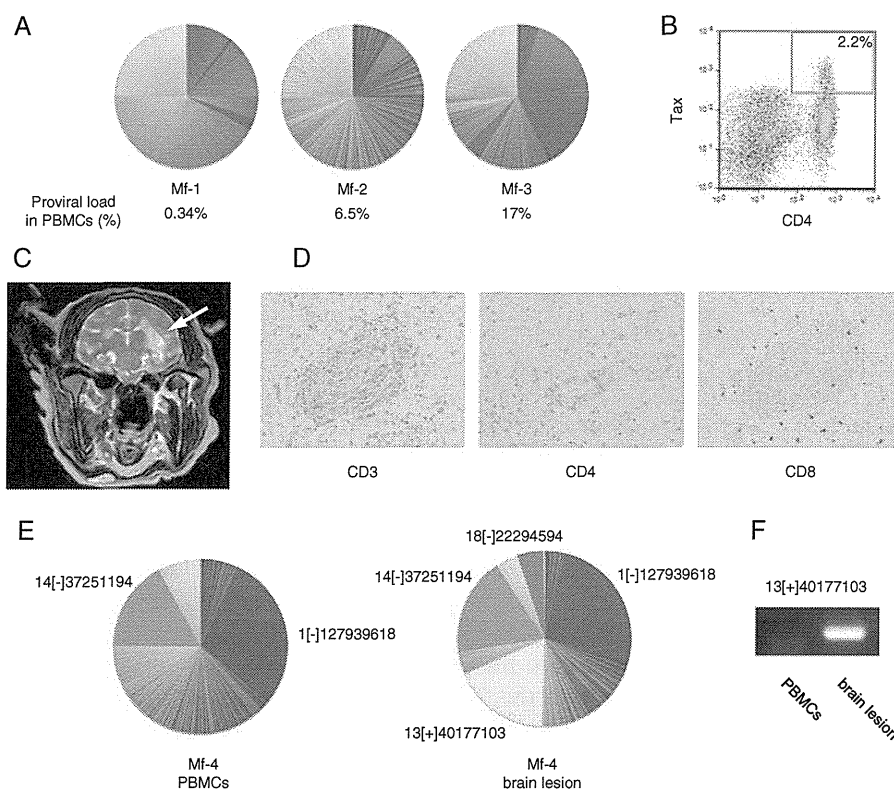 A
Mf-1
Mf-2
Mf-3
Proviral load
in PBMCs (%)
0.34%
6.5%
17%
B
2.2%
Tax
CD4
C
D
CD3
CD4
CD8
E
14[-]37251194
1[-]127939618
Mf-4
PBMCs
18[-]22294594
14[-]37251194
1[-]127939618
13[+]40177103
Mf-4
brain lesion
F
13[+]40177103
PBMCs
brain lesion